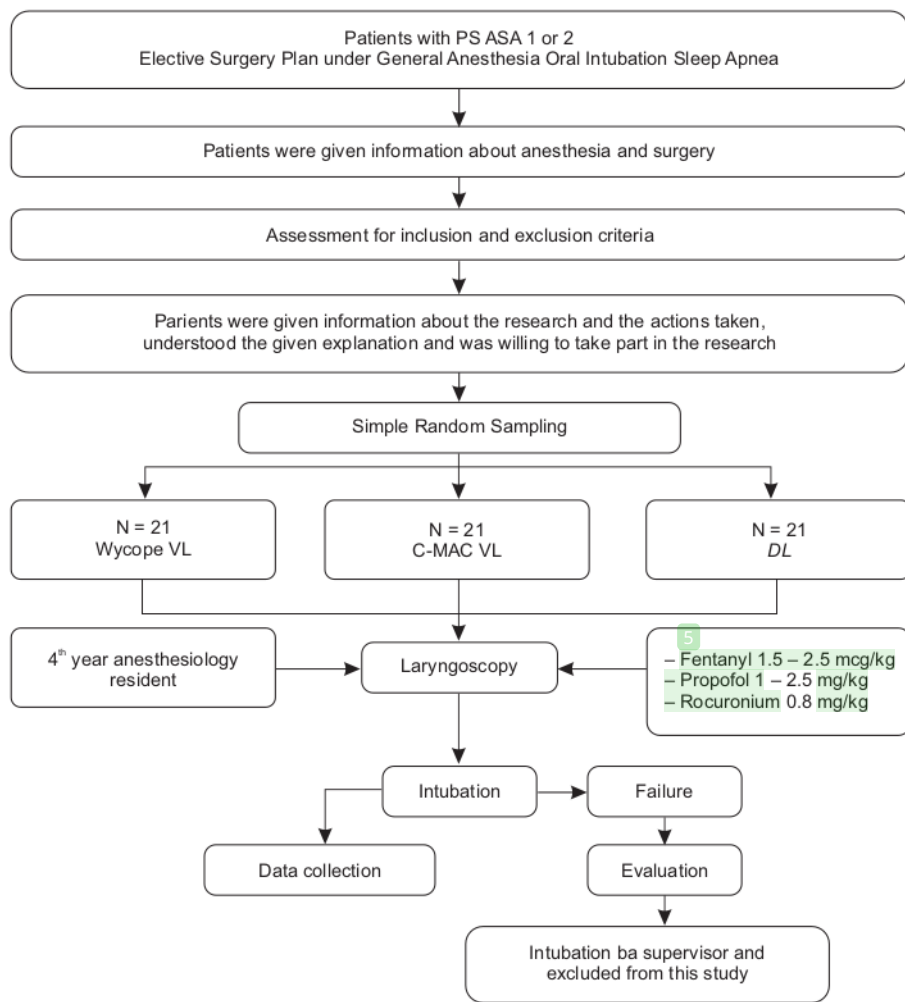 Patients with PS ASA 1 or 2
Elective Surgery Plan under General Anesthesia Oral Intubation Sleep Apnea
Patients were given information about anesthesia and surgery
Assessment for inclusion and exclusion criteria
Parients were given information about the research and the actions taken,
understood the given explanation and was willing to take part in the research
Simple Random Sampling
N = 21
Wycope VL
N = 21
C-MAC VL
N = 21
DL
4th year anesthesiology
resident
Laryngoscopy
5
– Fentanyl 1.5 – 2.5 mcg/kg
– Propofol 1 – 2.5 mg/kg
– Rocuronium 0.8 mg/kg
Intubation
Failure
Data collection
Evaluation
Intubation ba supervisor and
excluded from this study